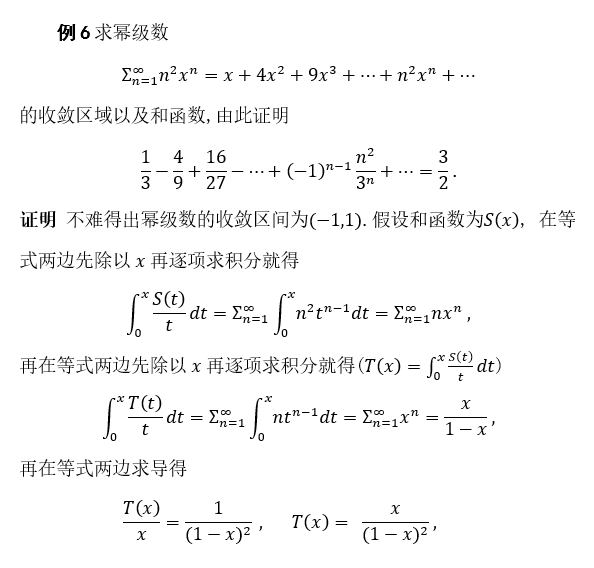 例 6 求幂级数
Σ_{n=1}^{∞} n²xⁿ = x + 4x² + 9x³ + ⋯ + n²xⁿ + ⋯
的收敛区域以及和函数, 由此证明
1/3 − 4/9 + 16/27 − ⋯ + (−1)^{n−1} n²/3ⁿ + ⋯ = 3/2 .
证明 不难得出幂级数的收敛区间为(−1,1). 假设和函数为S(x), 在等
式两边先除以 x 再逐项求积分就得
∫₀ˣ S(t)/t dt = Σ_{n=1}^{∞} ∫₀ˣ n²t^{n−1}dt = Σ_{n=1}^{∞} nxⁿ ,
再在等式两边先除以 x 再逐项求积分就得(T(x) = ∫₀ˣ S(t)/t dt)
∫₀ˣ T(t)/t dt = Σ_{n=1}^{∞} ∫₀ˣ nt^{n−1}dt = Σ_{n=1}^{∞} xⁿ = x/(1 − x),
再在等式两边求导得
T(x)/x = 1/(1 − x)² , T(x) = x/(1 − x)² ,